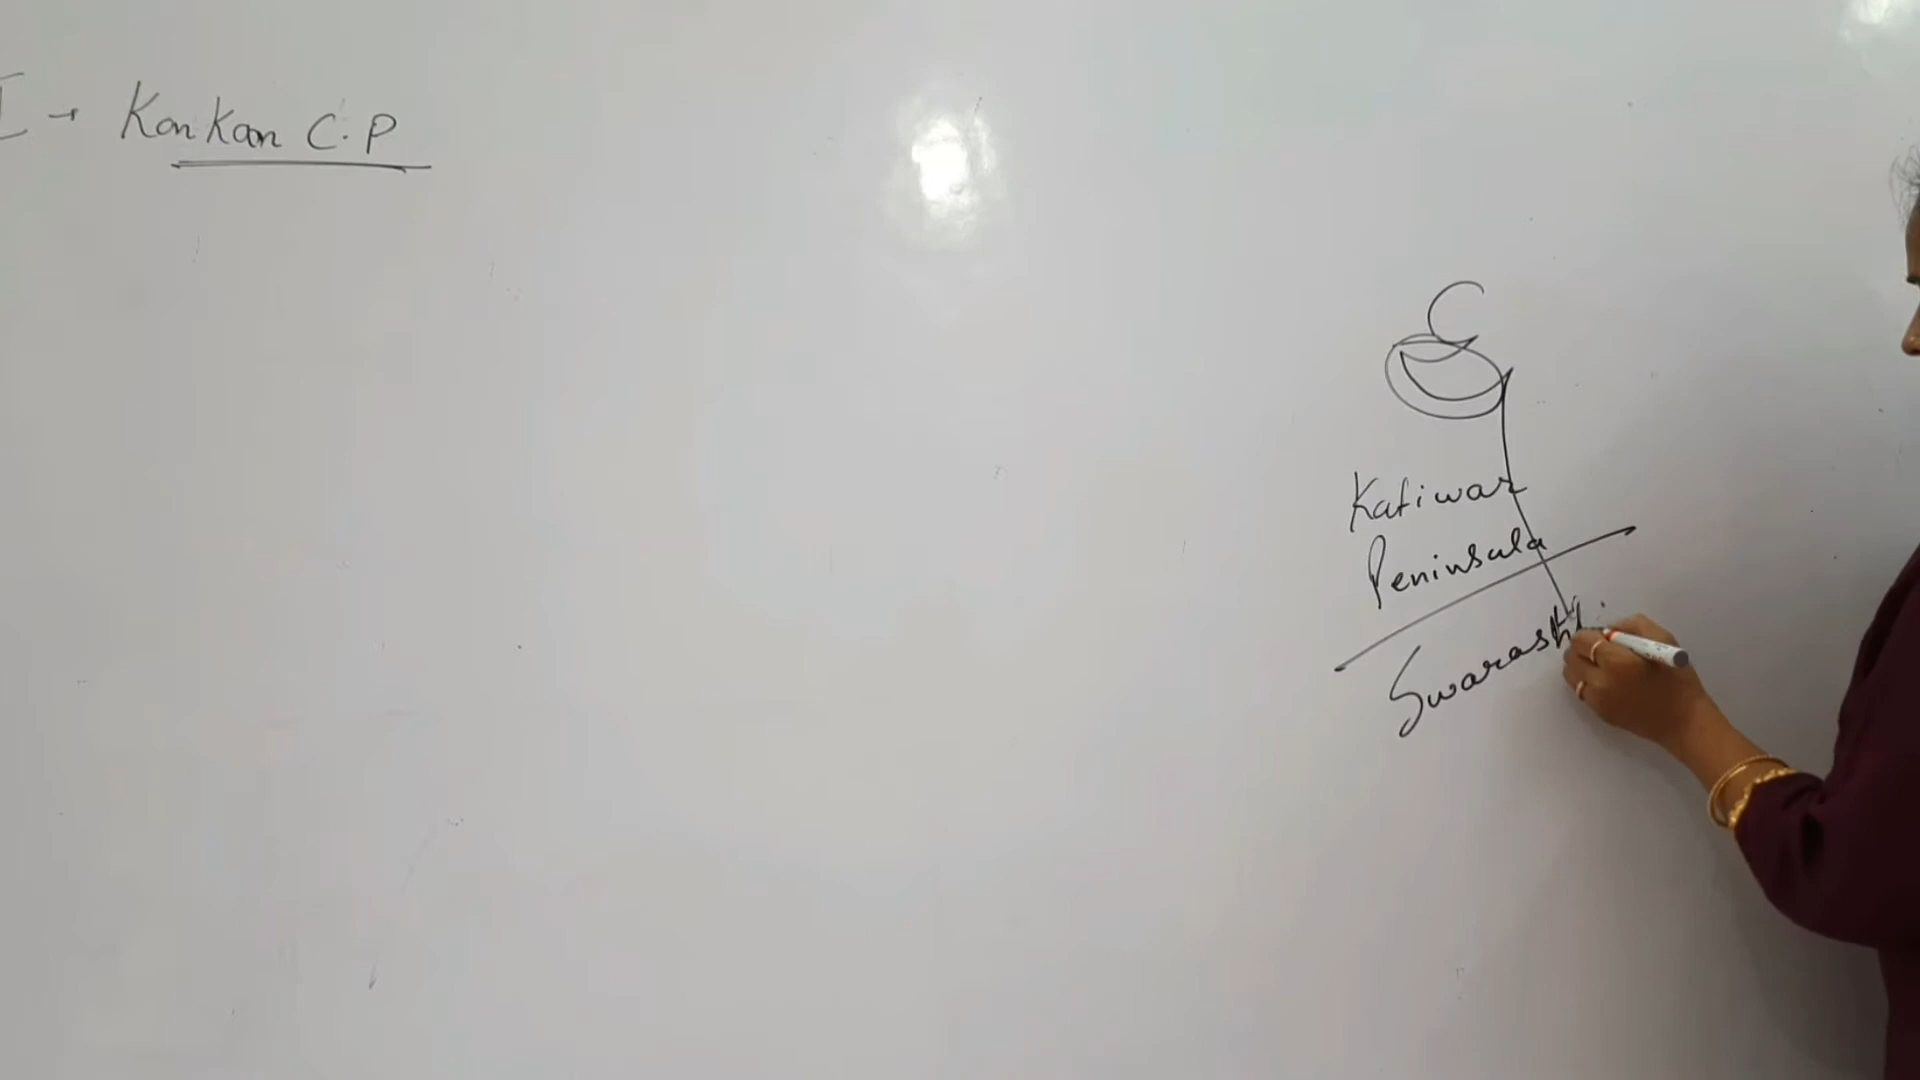 I → Konkan C.P
Katiwar
Peninsula
Swarasht